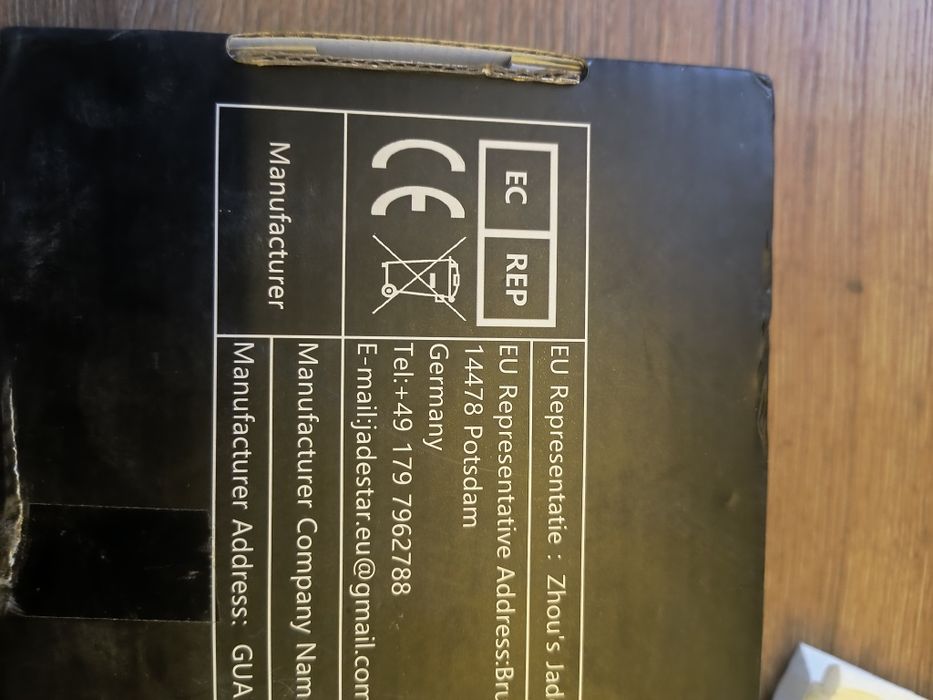 EC REP
EU Representatie : Zhou's Jad
EU Representative Address:Bru
14478 Potsdam
Germany
Tel:+49 179 7962788
E-mail:jadestar.eu@gmail.com
CE
Manufacturer
Manufacturer Company Nam
Manufacturer Address: GUA